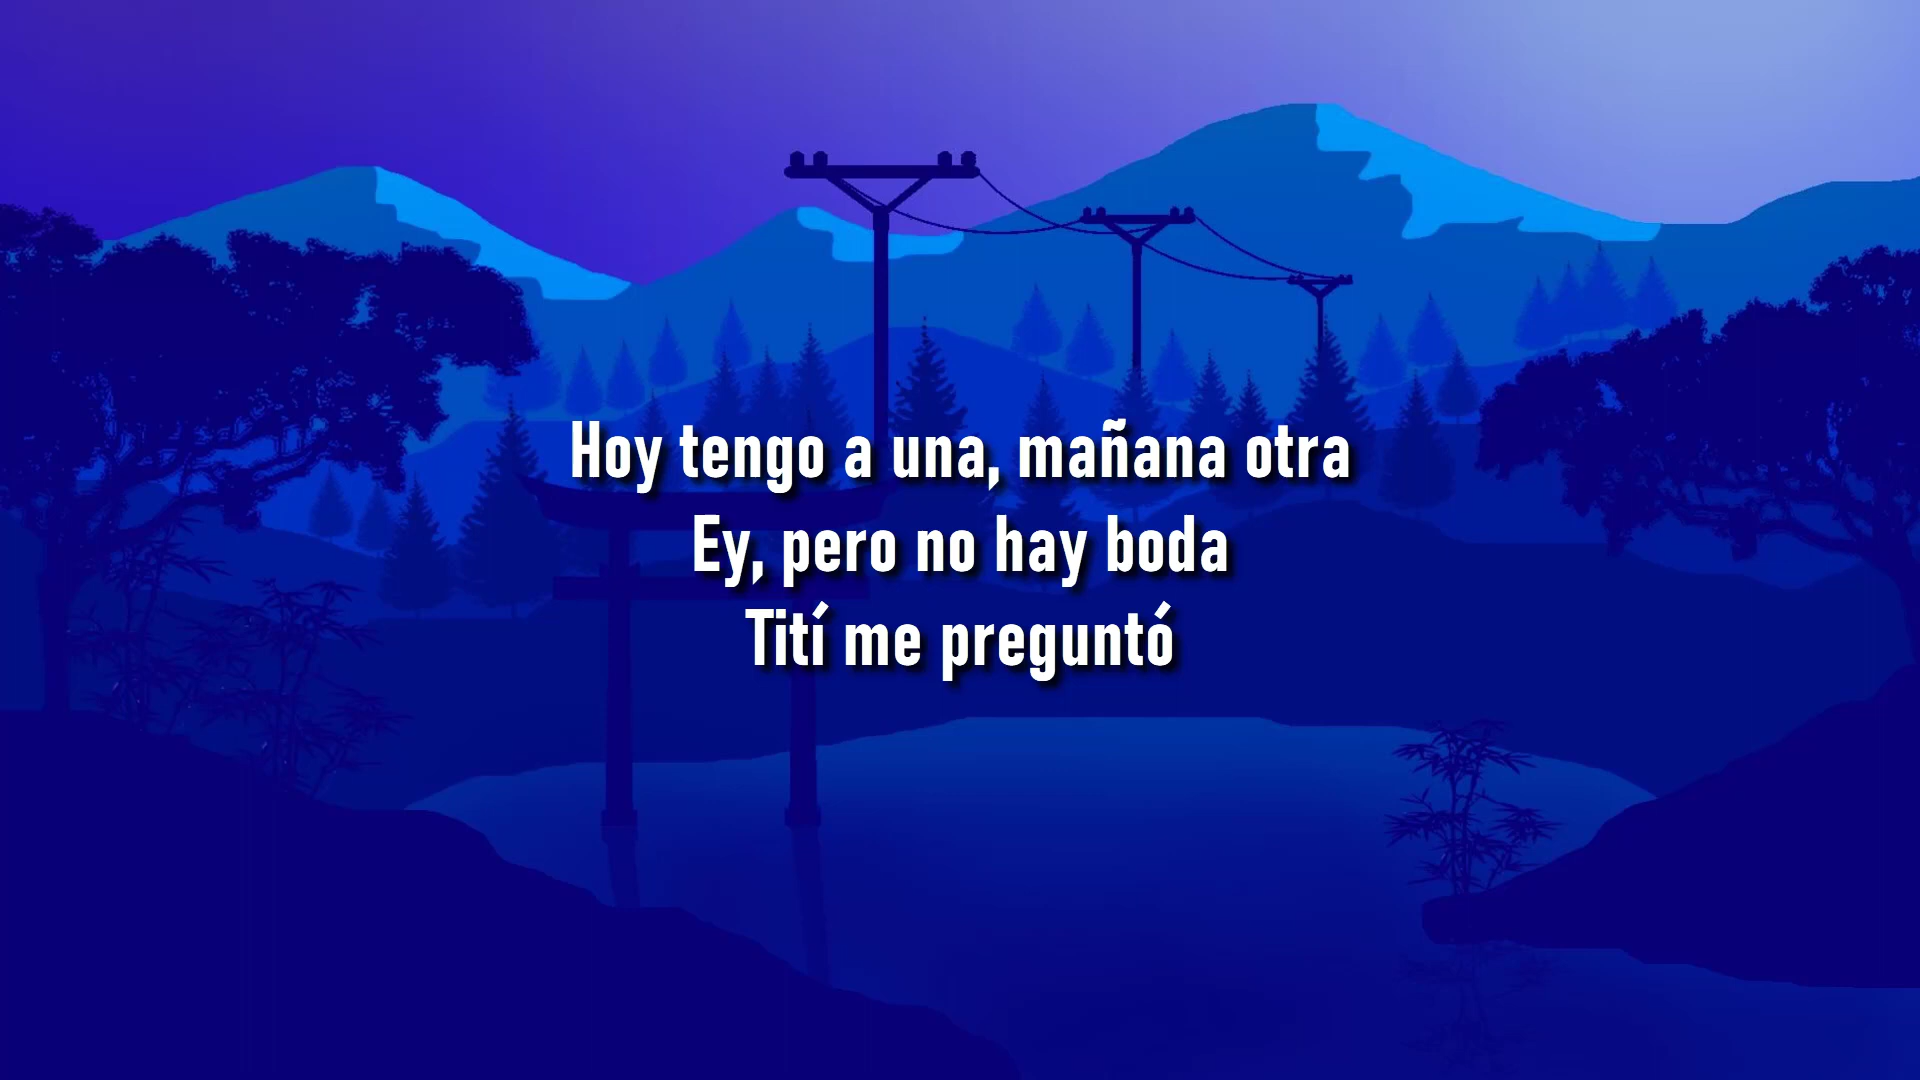 Hoy tengo a una, mañana otra
Ey, pero no hay boda
Tití me preguntó